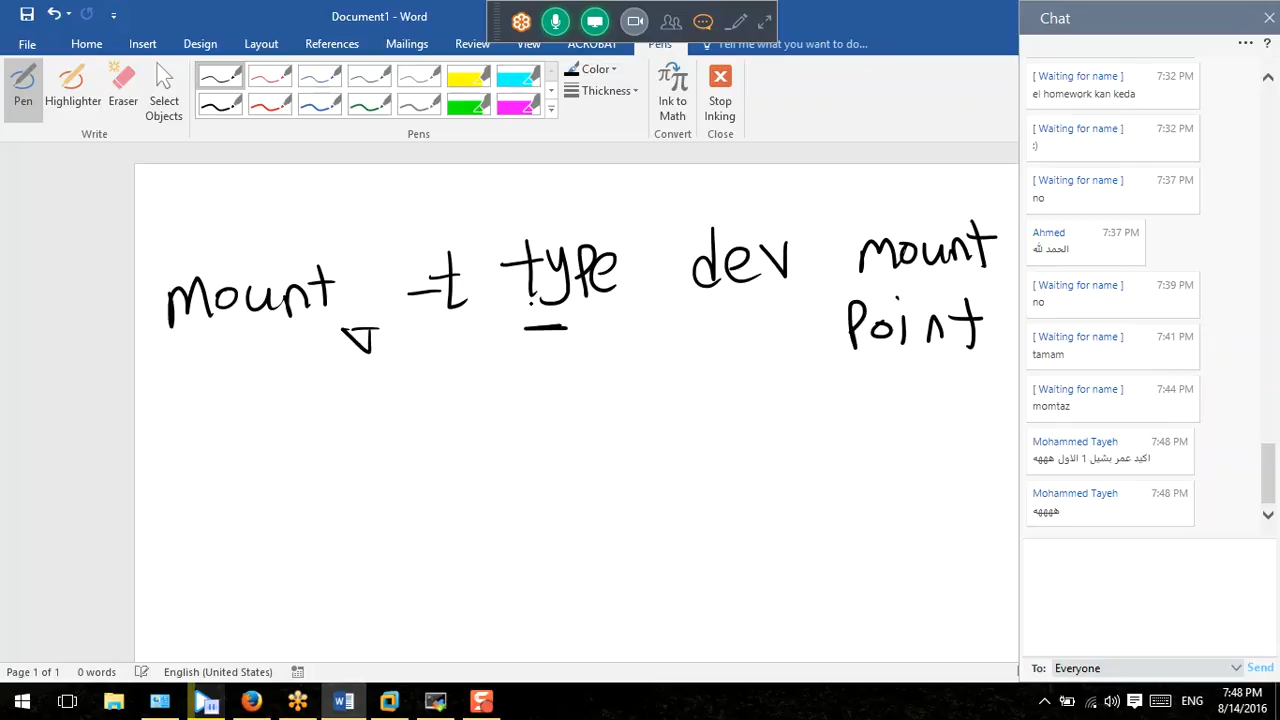 Document1 - Word
Chat
File Home Insert Design Layout References Mailings Review View ACROBAT Pens Tell me what you want to do...
Pen
Highlighter
Eraser
Select Objects
Color
Thickness
Ink to Math
Stop Inking
Write
Pens
Convert
Close
mount -t type dev mount
point
[ Waiting for name ] 7:32 PM
el homework kan keda
[ Waiting for name ] 7:32 PM
:)
[ Waiting for name ] 7:37 PM
no
Ahmed 7:37 PM
الحمد لله
[ Waiting for name ] 7:39 PM
no
[ Waiting for name ] 7:41 PM
tamam
[ Waiting for name ] 7:44 PM
momtaz
Mohammed Tayeh 7:48 PM
اكيد عمر بشيل 1 الاول هههه
Mohammed Tayeh 7:48 PM
ههههه
To: Everyone Send
Page 1 of 1 0 words English (United States)
ENG
7:48 PM
8/14/2016